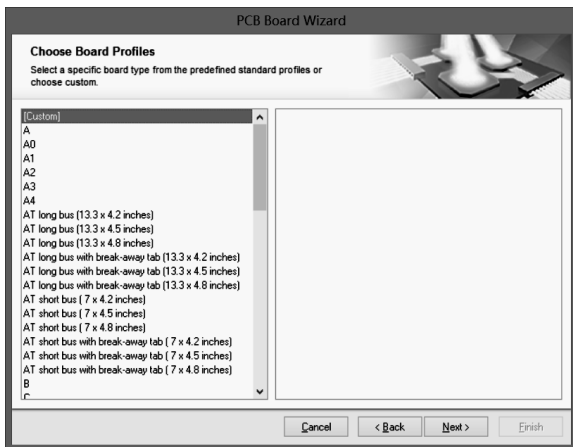 PCB Board Wizard
Choose Board Profiles
Select a specific board type from the predefined standard profiles or
choose custom.
[Custom]
A
A0
A1
A2
A3
A4
AT long bus (13.3 x 4.2 inches)
AT long bus (13.3 x 4.5 inches)
AT long bus (13.3 x 4.8 inches)
AT long bus with break-away tab (13.3 x 4.2 inches)
AT long bus with break-away tab (13.3 x 4.5 inches)
AT long bus with break-away tab (13.3 x 4.8 inches)
AT short bus ( 7 x 4.2 inches)
AT short bus ( 7 x 4.5 inches)
AT short bus ( 7 x 4.8 inches)
AT short bus with break-away tab ( 7 x 4.2 inches)
AT short bus with break-away tab ( 7 x 4.5 inches)
AT short bus with break-away tab ( 7 x 4.8 inches)
B
C
Cancel < Back Next > Finish